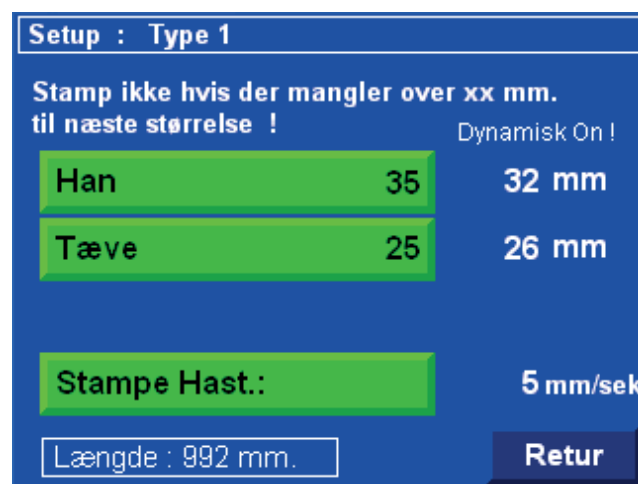 Setup : Type 1
Stamp ikke hvis der mangler over xx mm.
til næste størrelse !
Dynamisk On !
Han 35 32 mm
Tæve 25 26 mm
Stampe Hast.: 5 mm/sek
Længde : 992 mm.
Retur